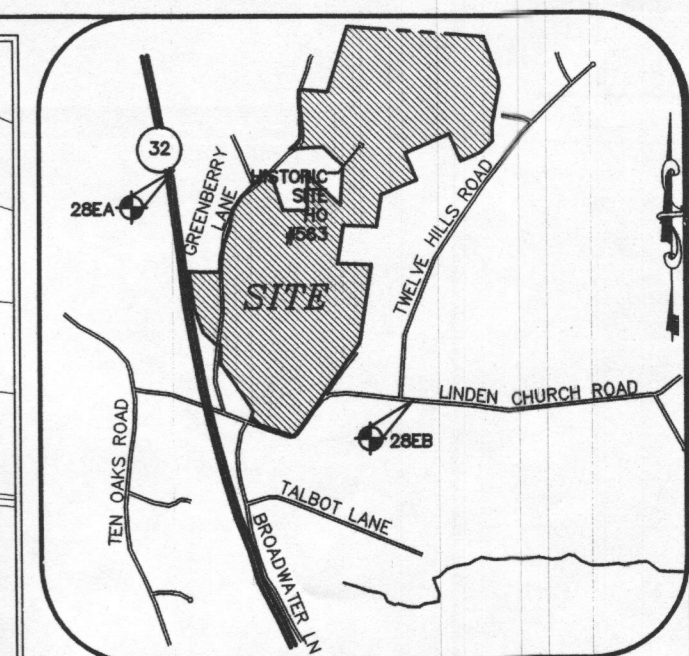 32
28EA
GREENBERRY
LANE
HISTORIC
SITE
HO
#563
SITE
TWELVE HILLS ROAD
LINDEN CHURCH ROAD
28EB
TEN OAKS ROAD
TALBOT LANE
BROADWATER LN